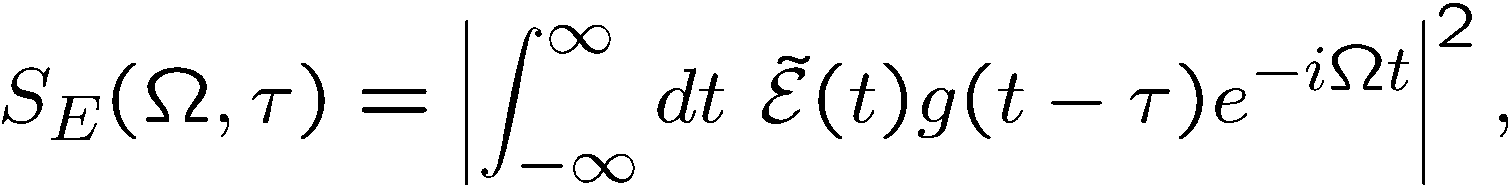 $S_E(\Omega, \tau) = \left| \int_{-\infty}^{\infty} dt \ \tilde{\mathcal{E}}(t) g(t - \tau) e^{-i\Omega t} \right|^2 ,$